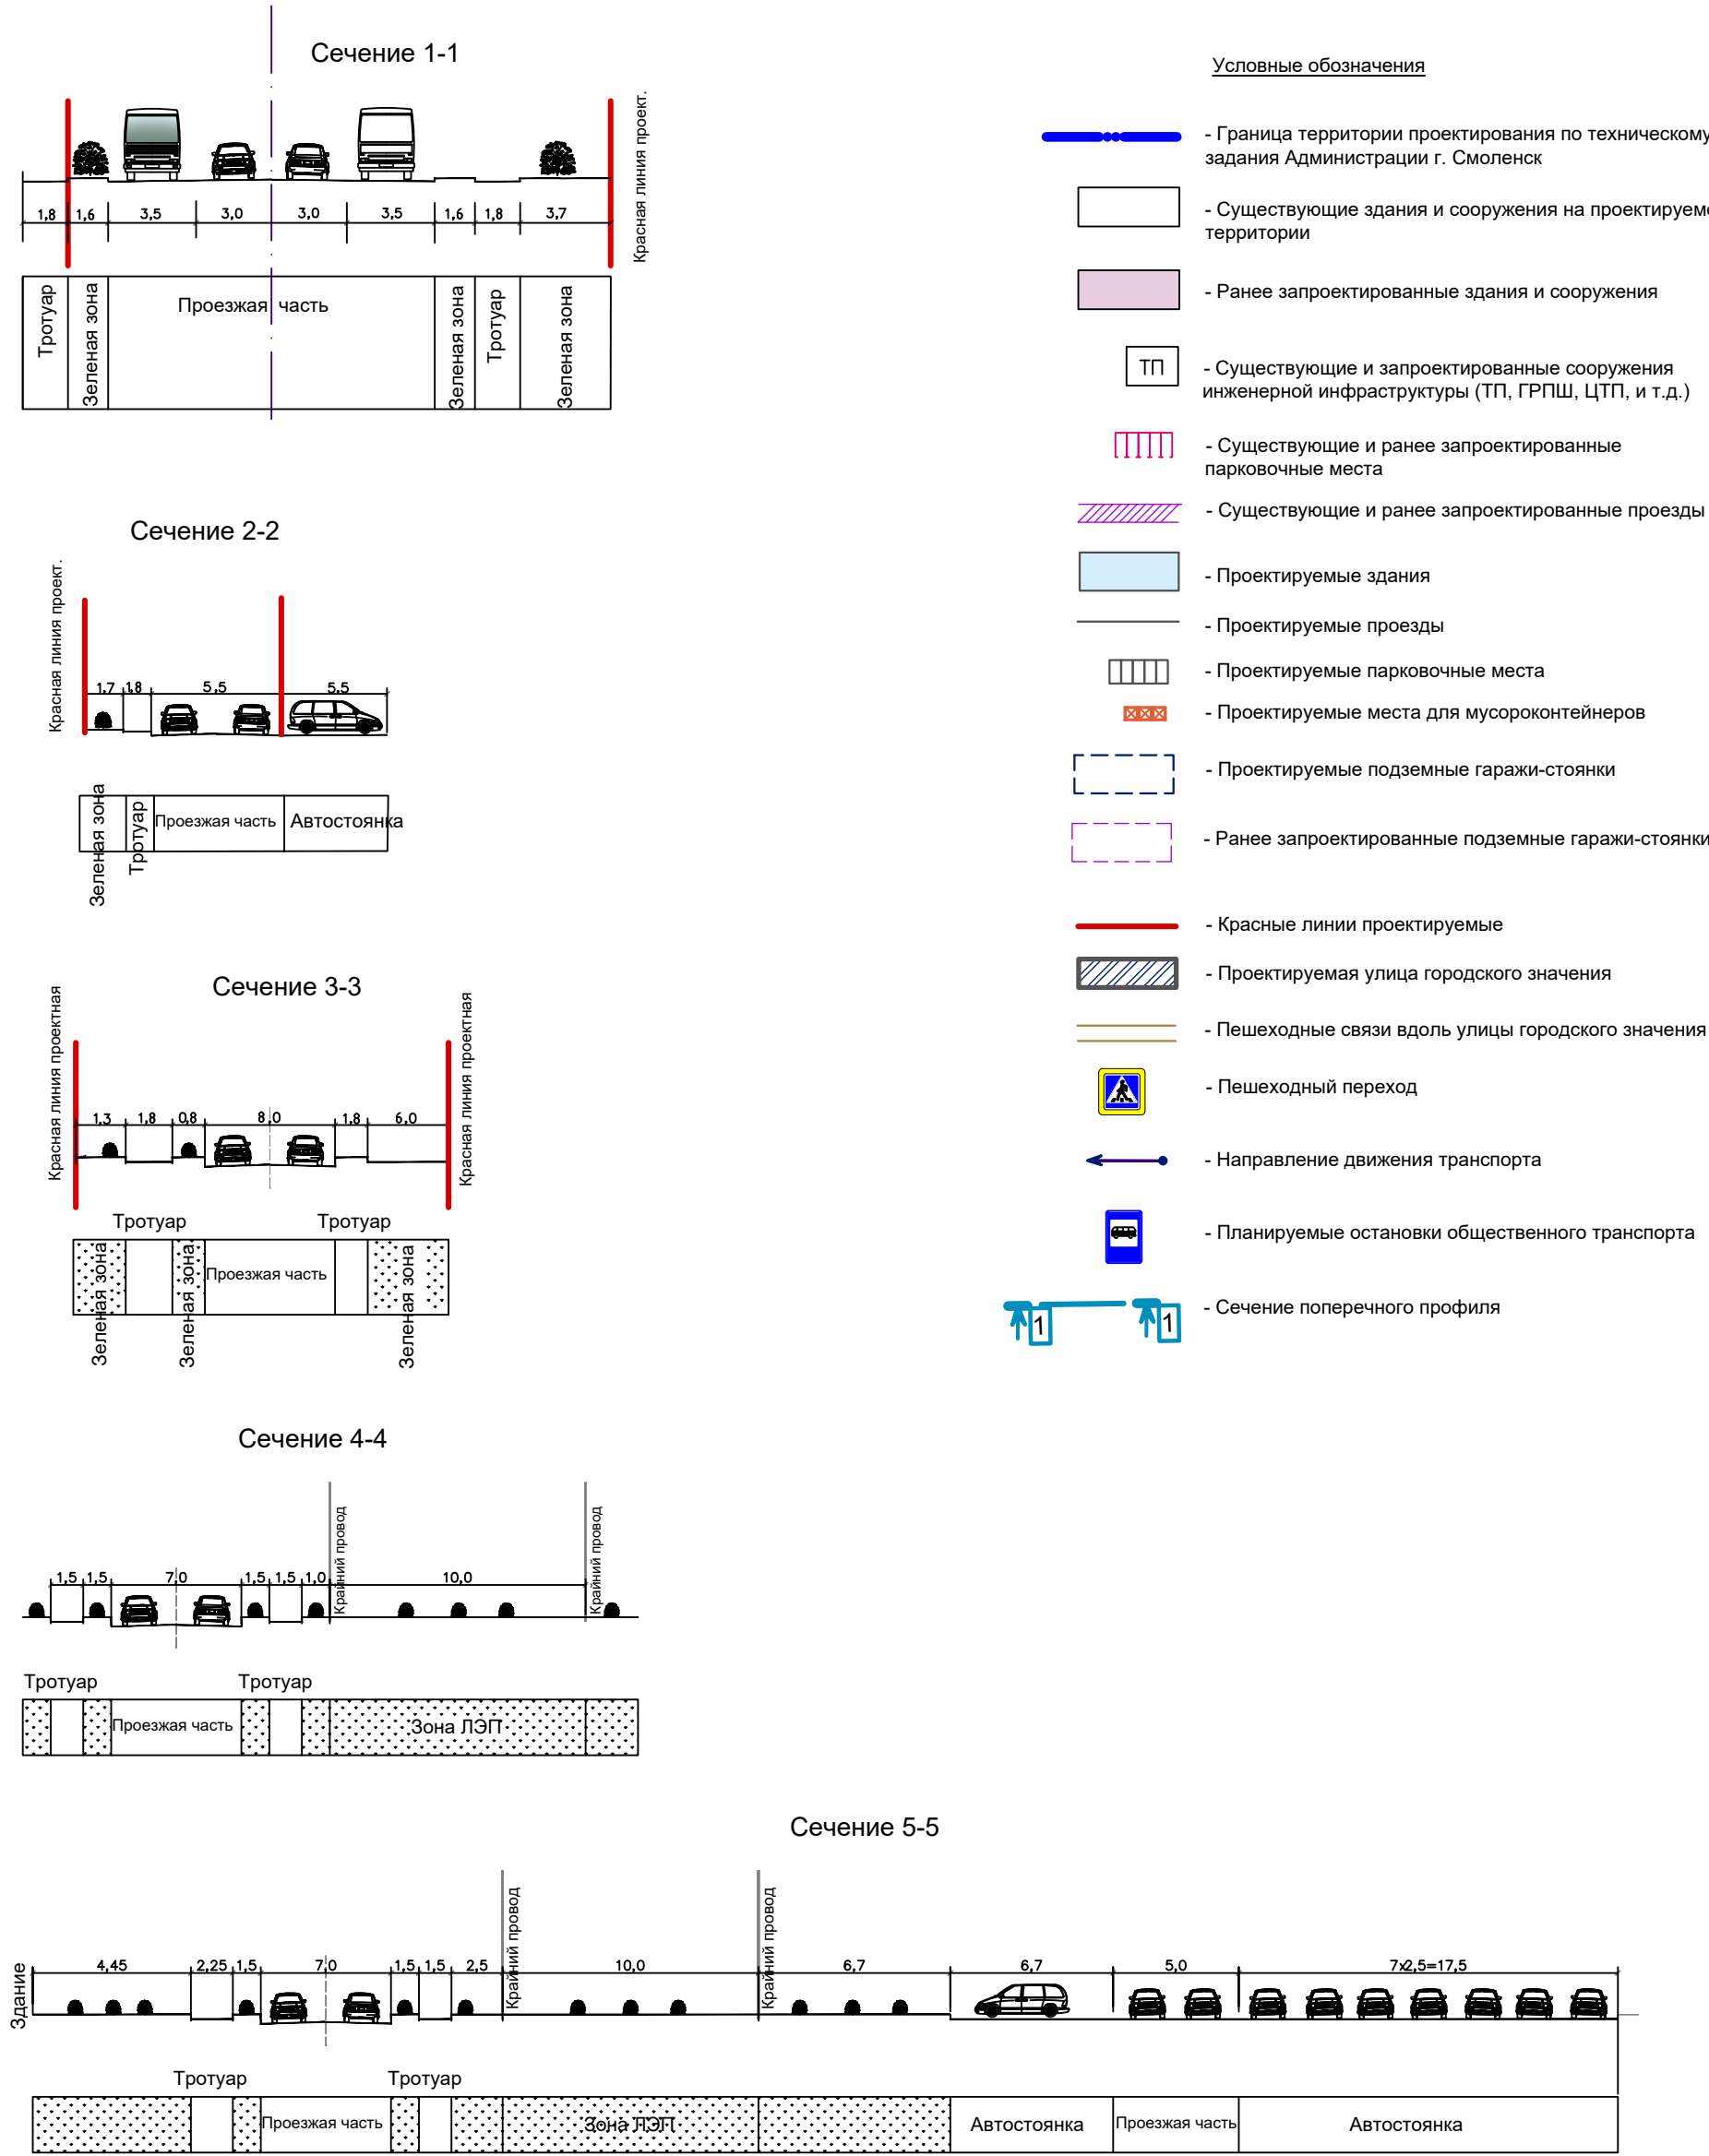 Сечение 1-1
Красная линия проект.
1,8 1,6 3,5 3,0 3,0 3,5 1,6 1,8 3,7
Тротуар
Зеленая зона
Проезжая часть
Зеленая зона
Тротуар
Зеленая зона
Сечение 2-2
Красная линия проект.
1,7 1,8 5,5 5,5
Зеленая зона
Тротуар
Проезжая часть
Автостоянка
Сечение 3-3
Красная линия проектная
Красная линия проектная
1,3 1,8 0,8 8,0 1,8 6,0
Тротуар Тротуар
Зеленая зона
Зеленая зона
Проезжая часть
Зеленая зона
Сечение 4-4
Крайний провод
Крайний провод
1,5 1,5 7,0 1,5 1,5 1,0 10,0
Тротуар Тротуар
Проезжая часть
Зона ЛЭП
Сечение 5-5
Здание
Крайний провод
Крайний провод
4,45 2,25 1,5 7,0 1,5 1,5 2,5 10,0 6,7 6,7 5,0 7x2,5=17,5
Тротуар Тротуар
Проезжая часть
Зона ЛЭП
Автостоянка
Проезжая часть
Автостоянка
Условные обозначения
- Граница территории проектирования по техническому
задания Администрации г. Смоленск
- Существующие здания и сооружения на проектируем
территории
- Ранее запроектированные здания и сооружения
ТП
- Существующие и запроектированные сооружения
инженерной инфраструктуры (ТП, ГРПШ, ЦТП, и т.д.)
- Существующие и ранее запроектированные
парковочные места
- Существующие и ранее запроектированные проезды
- Проектируемые здания
- Проектируемые проезды
- Проектируемые парковочные места
- Проектируемые места для мусороконтейнеров
- Проектируемые подземные гаражи-стоянки
- Ранее запроектированные подземные гаражи-стоянки
- Красные линии проектируемые
- Проектируемая улица городского значения
- Пешеходные связи вдоль улицы городского значения
- Пешеходный переход
- Направление движения транспорта
- Планируемые остановки общественного транспорта
1 1
- Сечение поперечного профиля